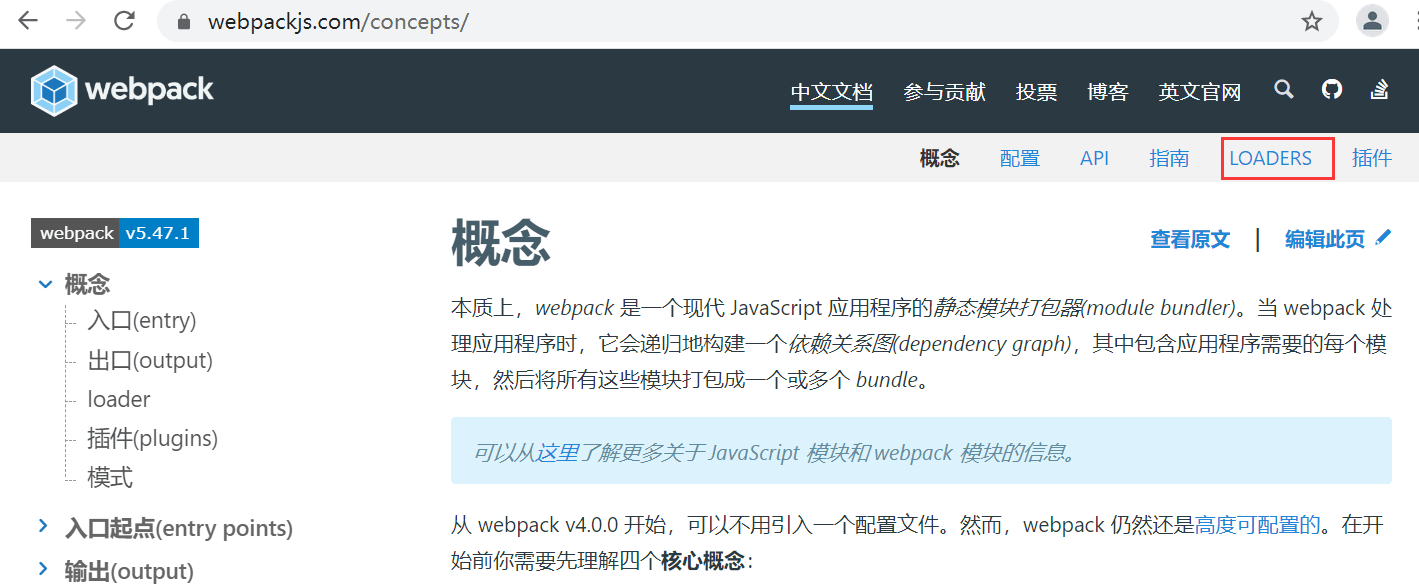 webpackjs.com/concepts/
webpack
中文文档 参与贡献 投票 博客 英文官网
概念 配置 API 指南 LOADERS 插件
webpack v5.47.1
概念
入口(entry)
出口(output)
loader
插件(plugins)
模式
入口起点(entry points)
输出(output)
概念
查看原文 | 编辑此页
本质上，webpack 是一个现代 JavaScript 应用程序的静态模块打包器(module bundler)。当 webpack 处
理应用程序时，它会递归地构建一个依赖关系图(dependency graph)，其中包含应用程序需要的每个模
块，然后将所有这些模块打包成一个或多个 bundle。
可以从这里了解更多关于 JavaScript 模块和 webpack 模块的信息。
从 webpack v4.0.0 开始，可以不用引入一个配置文件。然而，webpack 仍然还是高度可配置的。在开
始前你需要先理解四个核心概念：